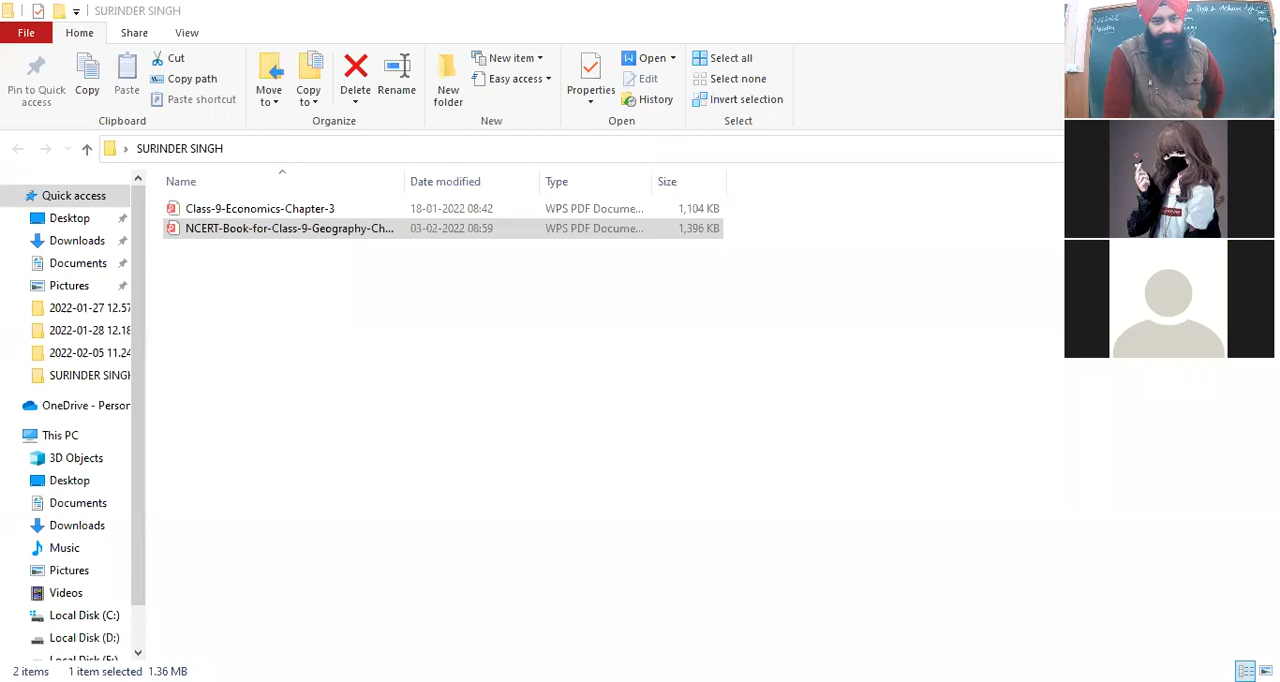 SURINDER SINGH
File Home Share View
Pin to Quick access
Copy
Paste
Cut
Copy path
Paste shortcut
Clipboard
Move to
Copy to
Delete
Rename
Organize
New folder
New item
Easy access
New
Properties
Open
Edit
History
Open
Select all
Select none
Invert selection
Select
SURINDER SINGH
Name Date modified Type Size
Class-9-Economics-Chapter-3 18-01-2022 08:42 WPS PDF Docume... 1,104 KB
NCERT-Book-for-Class-9-Geography-Ch... 03-02-2022 08:59 WPS PDF Docume... 1,396 KB
Quick access
Desktop
Downloads
Documents
Pictures
2022-01-27 12.57
2022-01-28 12.18
2022-02-05 11.24
SURINDER SINGH
OneDrive - Person
This PC
3D Objects
Desktop
Documents
Downloads
Music
Pictures
Videos
Local Disk (C:)
Local Disk (D:)
2 items 1 item selected 1.36 MB